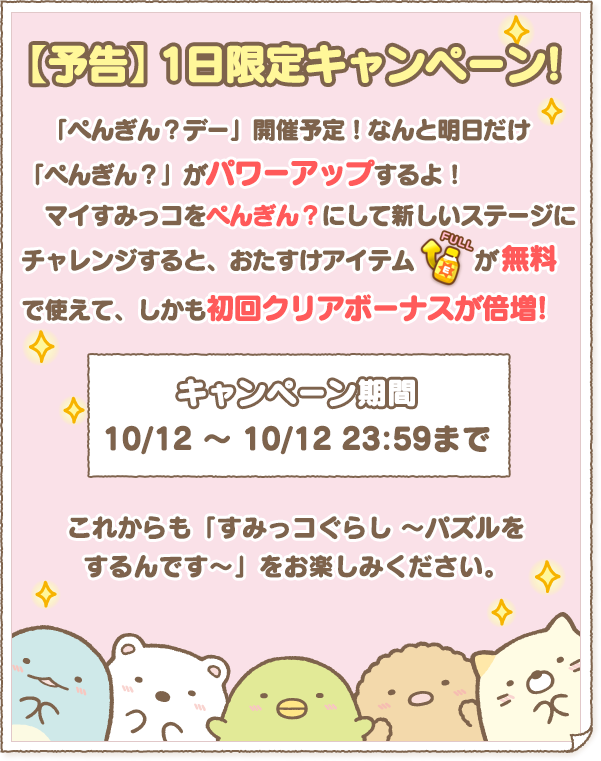 【予告】1日限定キャンペーン!
「ぺんぎん？デー」開催予定！なんと明日だけ
「ぺんぎん？」がパワーアップするよ！
マイすみっコをぺんぎん？にして新しいステージに
FULL
チャレンジすると、おたすけアイテム が無料
で使えて、しかも初回クリアボーナスが倍増!
キャンペーン期間
10/12 ～ 10/12 23:59まで
これからも「すみっコぐらし ～パズルを
するんです～」をお楽しみください。